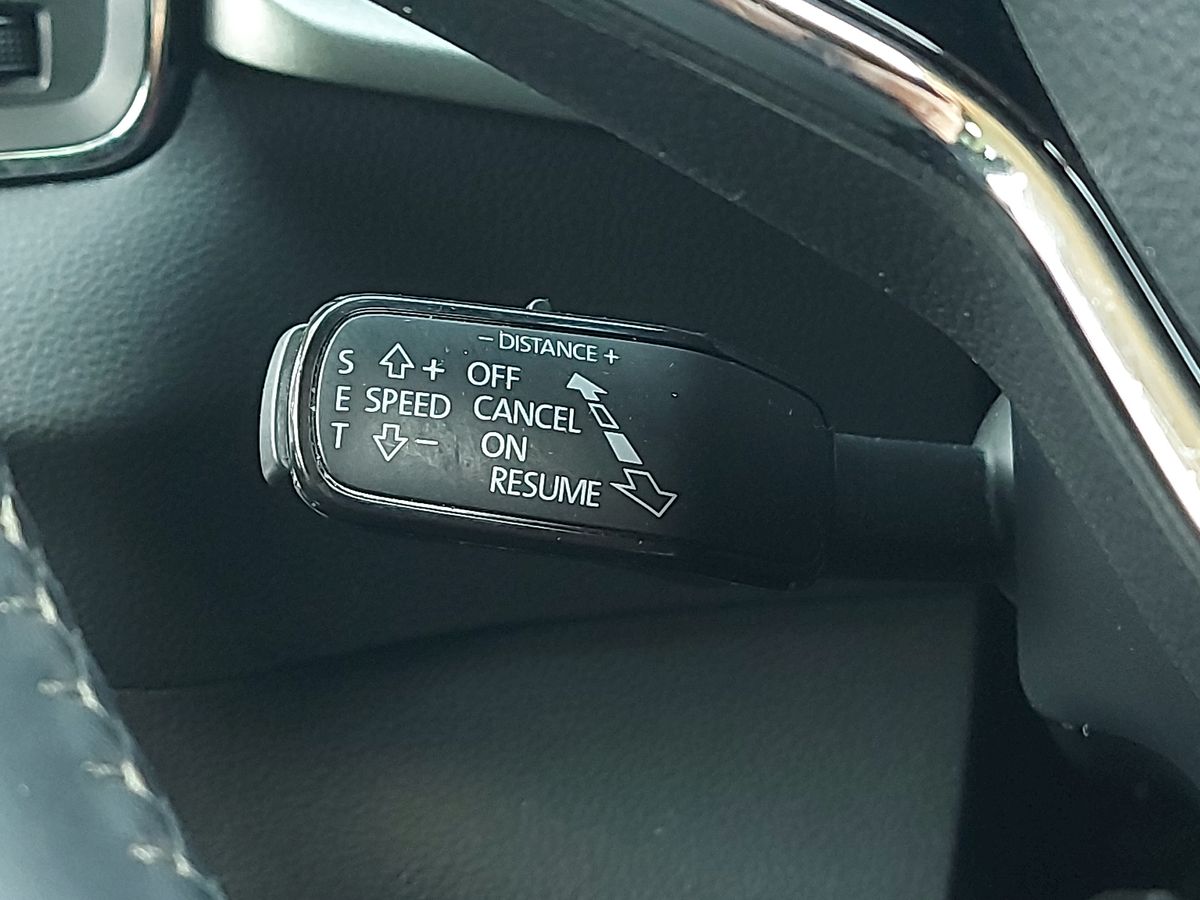 - DISTANCE +
S + OFF
E SPEED CANCEL
T - ON
RESUME